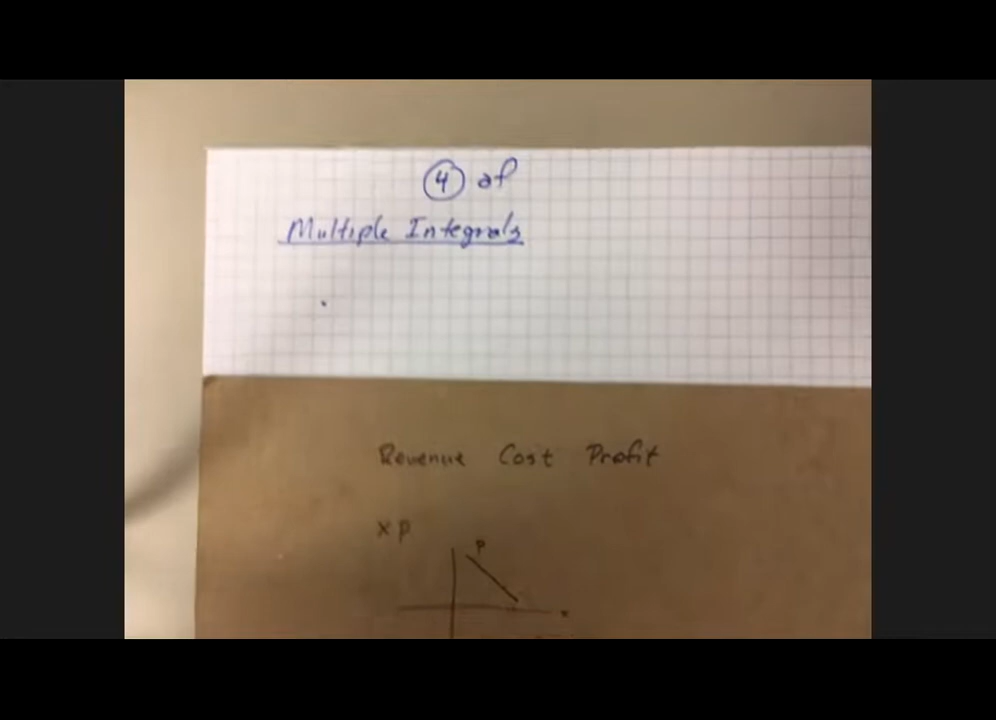 4 of
Multiple Integrals
Revenue Cost Profit
x p
p
x